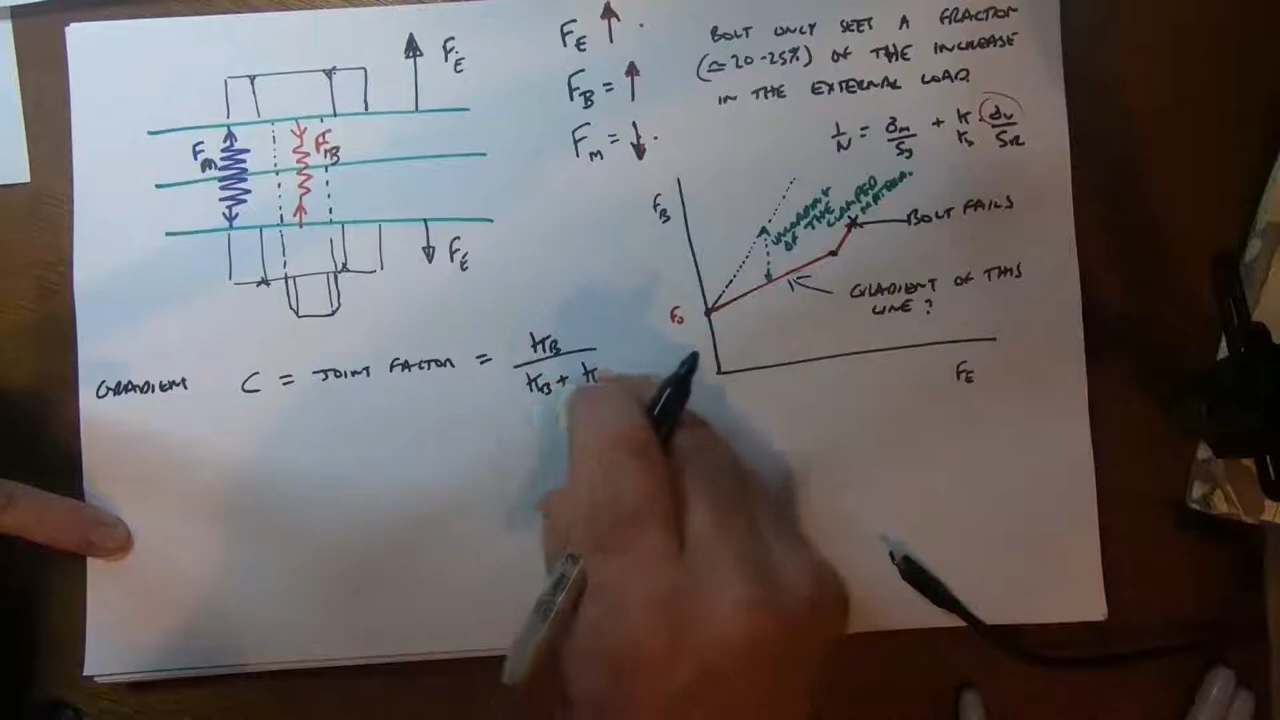 F_E
F_M
F_B
F_E
F_E ↑
F_B = ↑
F_M = ↓
BOLT ONLY SEES A FRACTION
(≃20-25%) OF THE INCREASE
IN THE EXTERNAL LOAD
1/N = σm/Sy + K/Kb σv/Sr
F_B
UNLOADING
OF THE CLAMPED
MATERIAL.
BOLT FAILS
GRADIENT OF THIS
LINE?
F₀
F_E
GRADIENT C = JOINT FACTOR = K_B / K_B + K